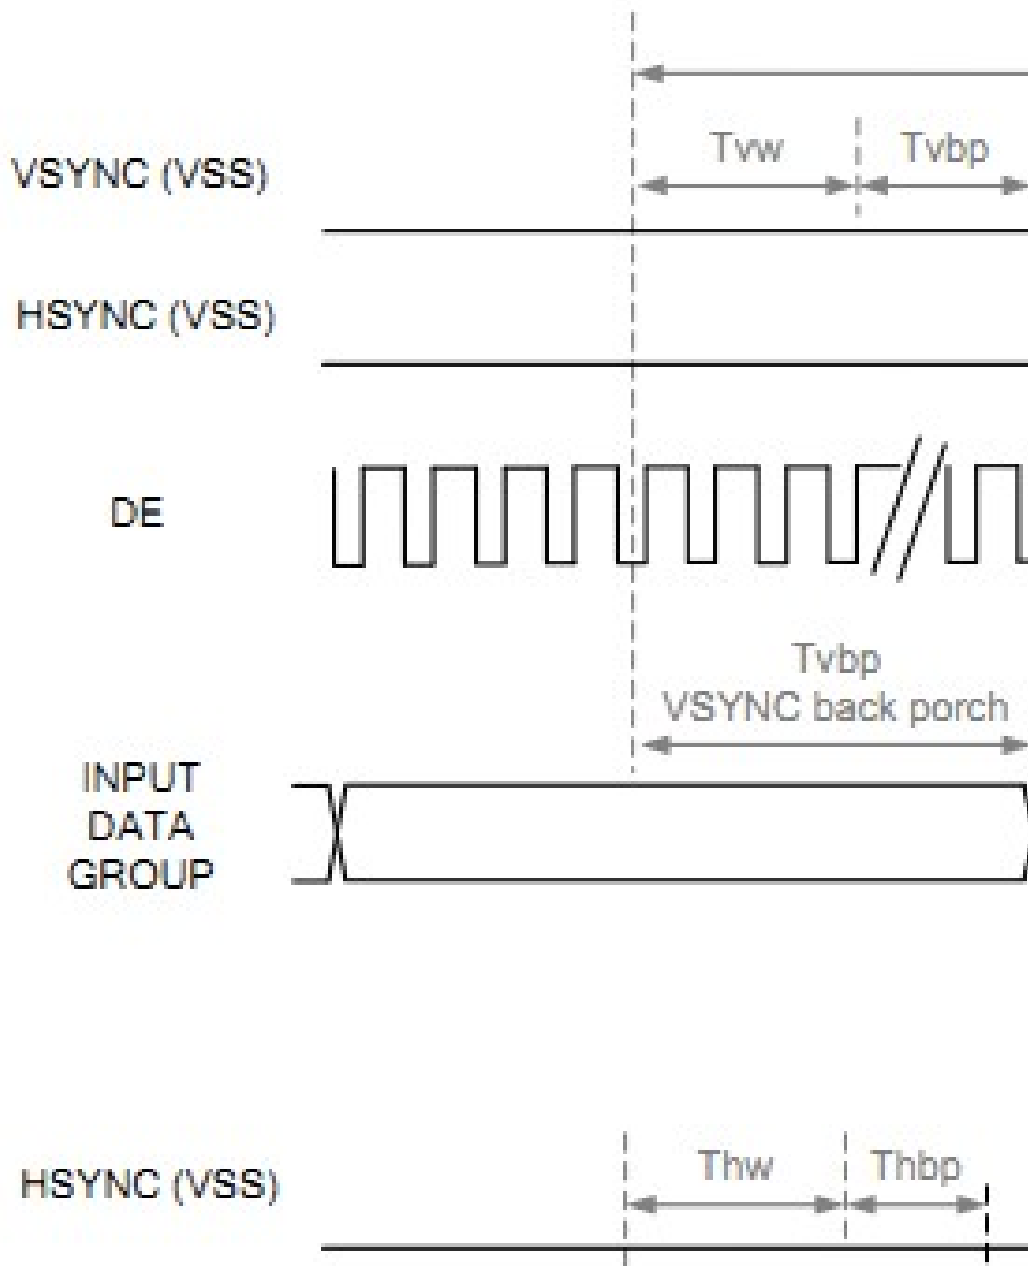 Tvw
Tvbp
VSYNC (VSS)
HSYNC (VSS)
DE
Tvbp
VSYNC back porch
INPUT
DATA
GROUP
Thw
Thbp
HSYNC (VSS)